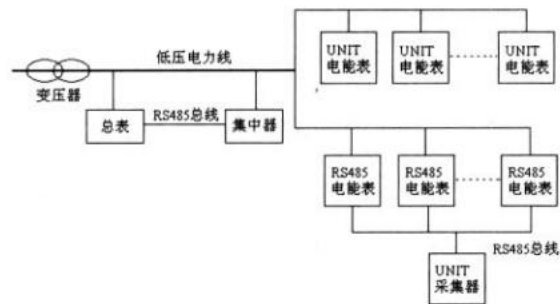 低压电力线
变压器
总表
RS485总线
集中器
UNIT
电能表
UNIT
电能表
UNIT
电能表
RS485
电能表
RS485
电能表
RS485
电能表
RS485总线
UNIT
采集器